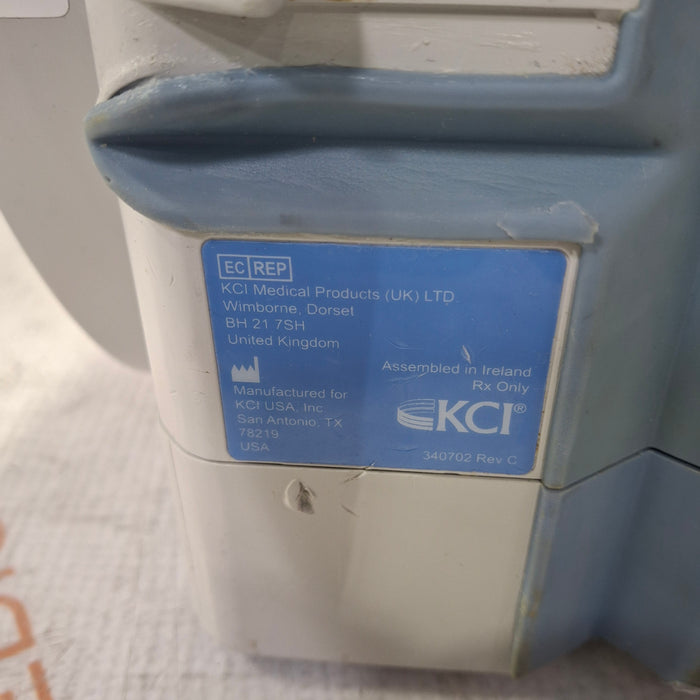 EC REP
KCI Medical Products (UK) LTD
Wimborne, Dorset
BH 21 7SH
United Kingdom
Manufactured for
KCI USA, Inc
San Antonio, TX
78219
USA
Assembled in Ireland
Rx Only
KCI®
340702 Rev C